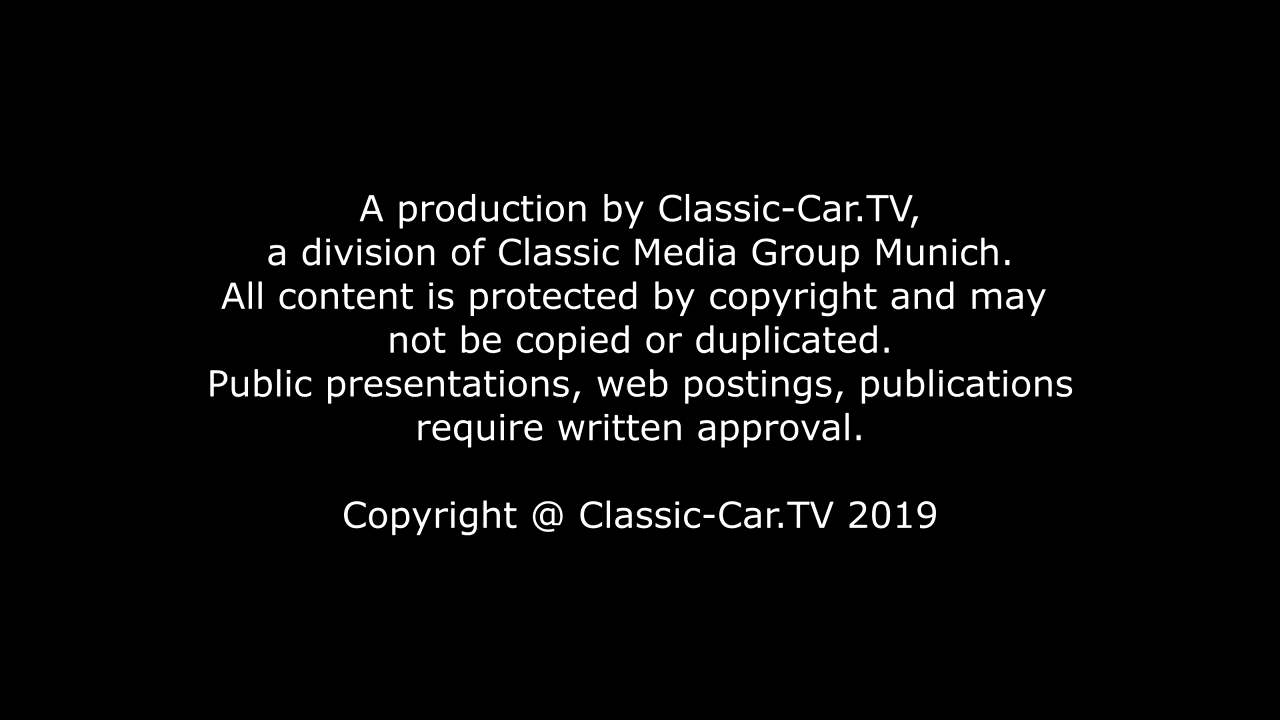 A production by Classic-Car.TV,
a division of Classic Media Group Munich.
All content is protected by copyright and may
not be copied or duplicated.
Public presentations, web postings, publications
require written approval.
Copyright @ Classic-Car.TV 2019